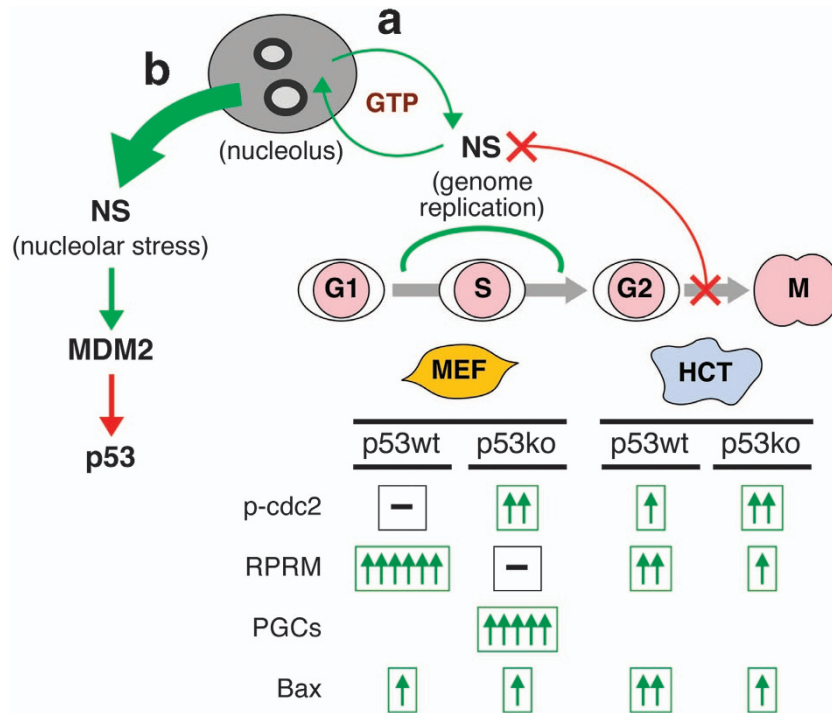 a
b
GTP
(nucleolus)
NS
(genome
replication)
NS
(nucleolar stress)
G1 S G2 M
MDM2
MEF HCT
p53wt p53ko p53wt p53ko
p53
p-cdc2 – ↑↑ ↑ ↑↑
RPRM ↑↑↑↑↑↑ – ↑↑ ↑
PGCs ↑↑↑↑↑
Bax ↑ ↑ ↑↑ ↑